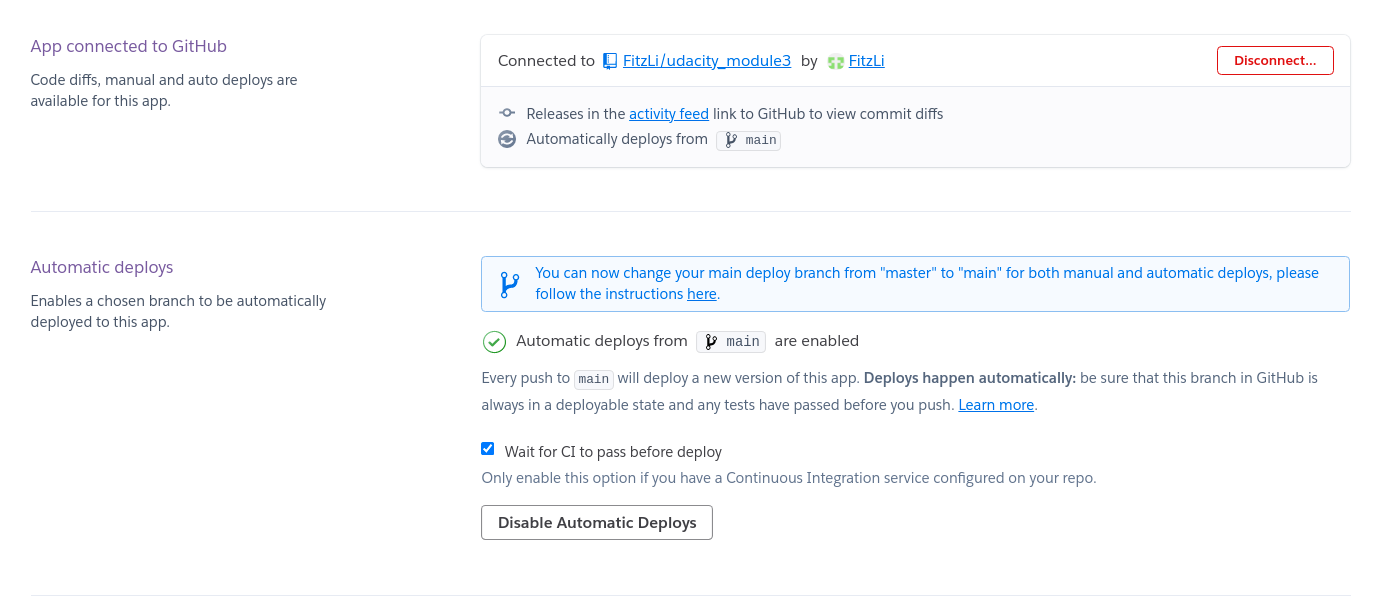 App connected to GitHub
Code diffs, manual and auto deploys are
available for this app.
Connected to FitzLi/udacity_module3 by FitzLi
Disconnect...
Releases in the activity feed link to GitHub to view commit diffs
Automatically deploys from main
Automatic deploys
Enables a chosen branch to be automatically
deployed to this app.
You can now change your main deploy branch from "master" to "main" for both manual and automatic deploys, please
follow the instructions here.
Automatic deploys from main are enabled
Every push to main will deploy a new version of this app. Deploys happen automatically: be sure that this branch in GitHub is
always in a deployable state and any tests have passed before you push. Learn more.
Wait for CI to pass before deploy
Only enable this option if you have a Continuous Integration service configured on your repo.
Disable Automatic Deploys